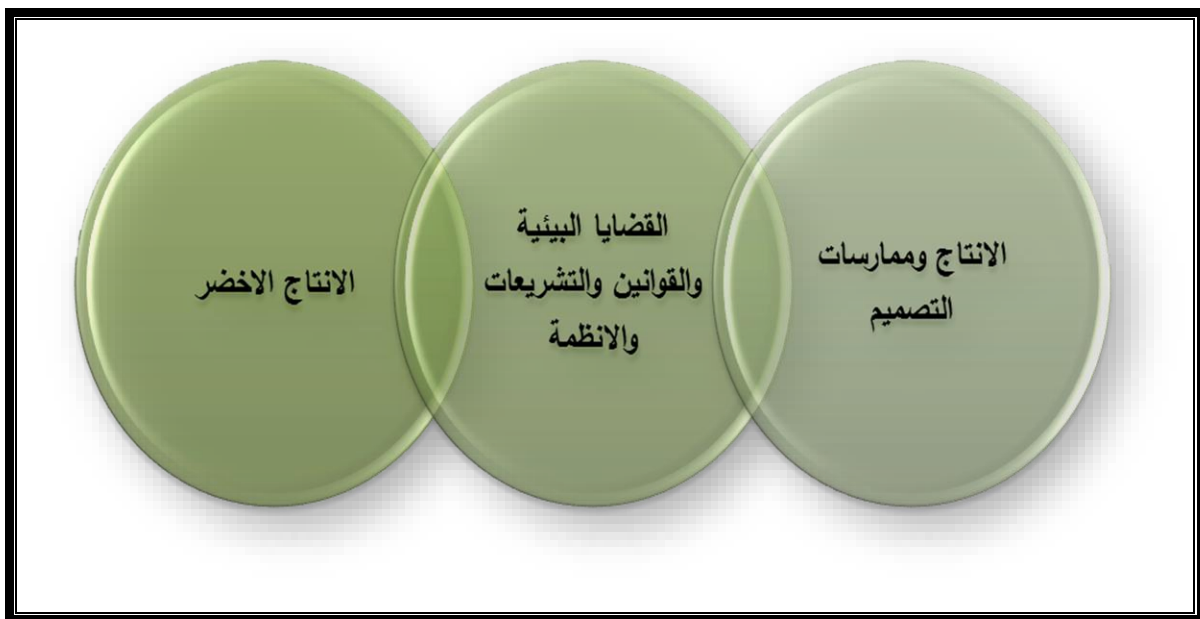 الانتاج وممارسات
التصميم
القضايا البيئية
والقوانين والتشريعات
والانظمة
الانتاج الاخضر